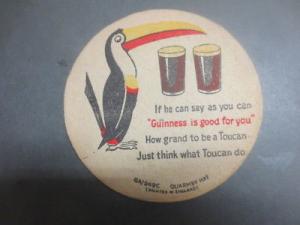 If he can say as you can
"Guinness is good for you"
How grand to be a Toucan
Just think what Toucan do
QUARMBY